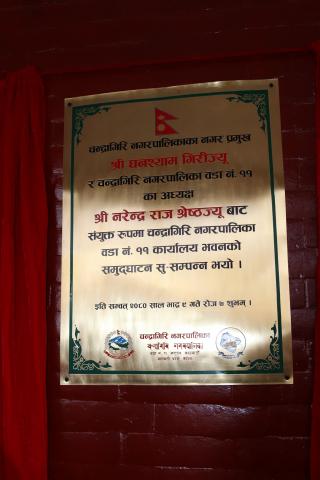 चन्द्रागिरि नगरपालिकाका नगर प्रमुख
श्री घनश्याम गिरीज्यू
र चन्द्रागिरि नगरपालिका वडा नं. ११
का अध्यक्ष
श्री नरेन्द्र राज श्रेष्ठज्यू बाट
संयुक्त रुपमा चन्द्रागिरि नगरपालिका
वडा नं. ११ कार्यालय भवनको
समुद्घाटन सु-सम्पन्न भयो ।
इति सम्वत् २०८० साल भाद्र ९ गते रोज ७ शुभम् ।
चन्द्रागिरि नगरपालिका